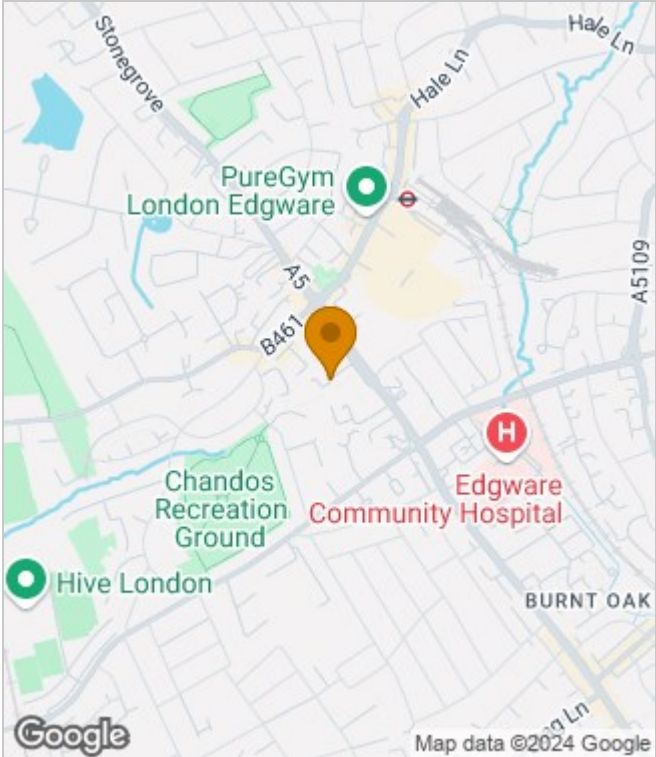 Stonegrove
Hale Ln
Hale Ln
PureGym
London Edgware
A5
B461
A5109
H
Chandos
Recreation
Ground
Edgware
Community Hospital
Hive London
BURNT OAK
Ln
Google
Map data ©2024 Google